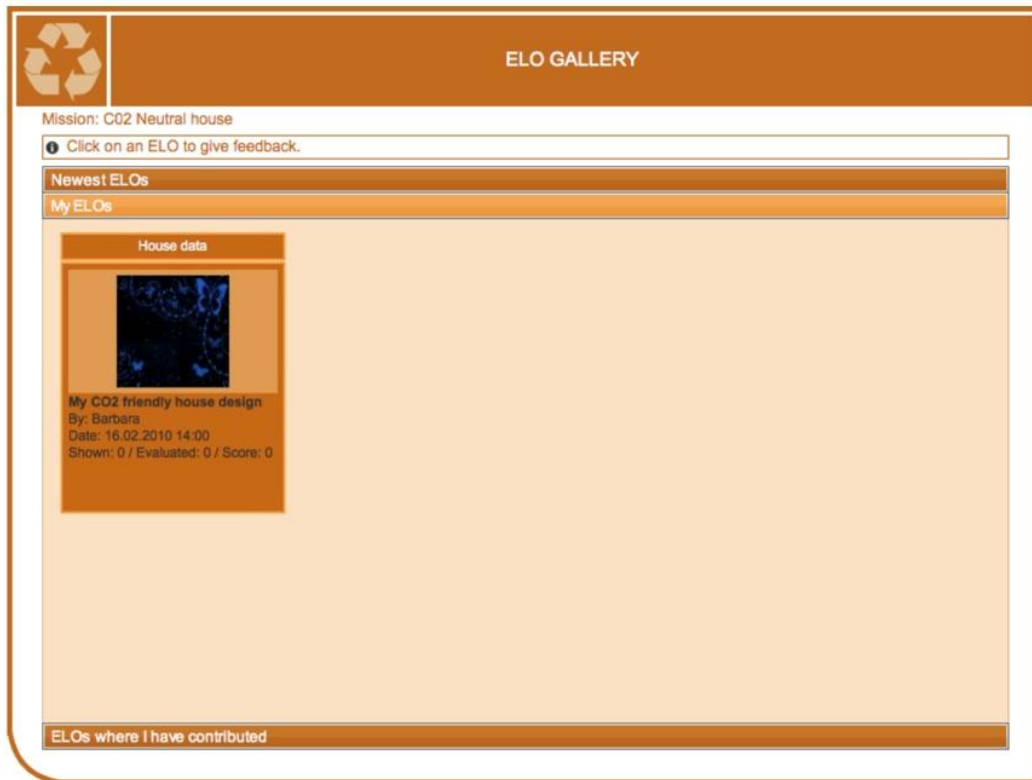 ELO GALLERY
Mission: C02 Neutral house
Click on an ELO to give feedback.
Newest ELOs
My ELOs
House data
My CO2 friendly house design
By: Barbara
Date: 16.02.2010 14:00
Shown: 0 / Evaluated: 0 / Score: 0
ELOs where I have contributed